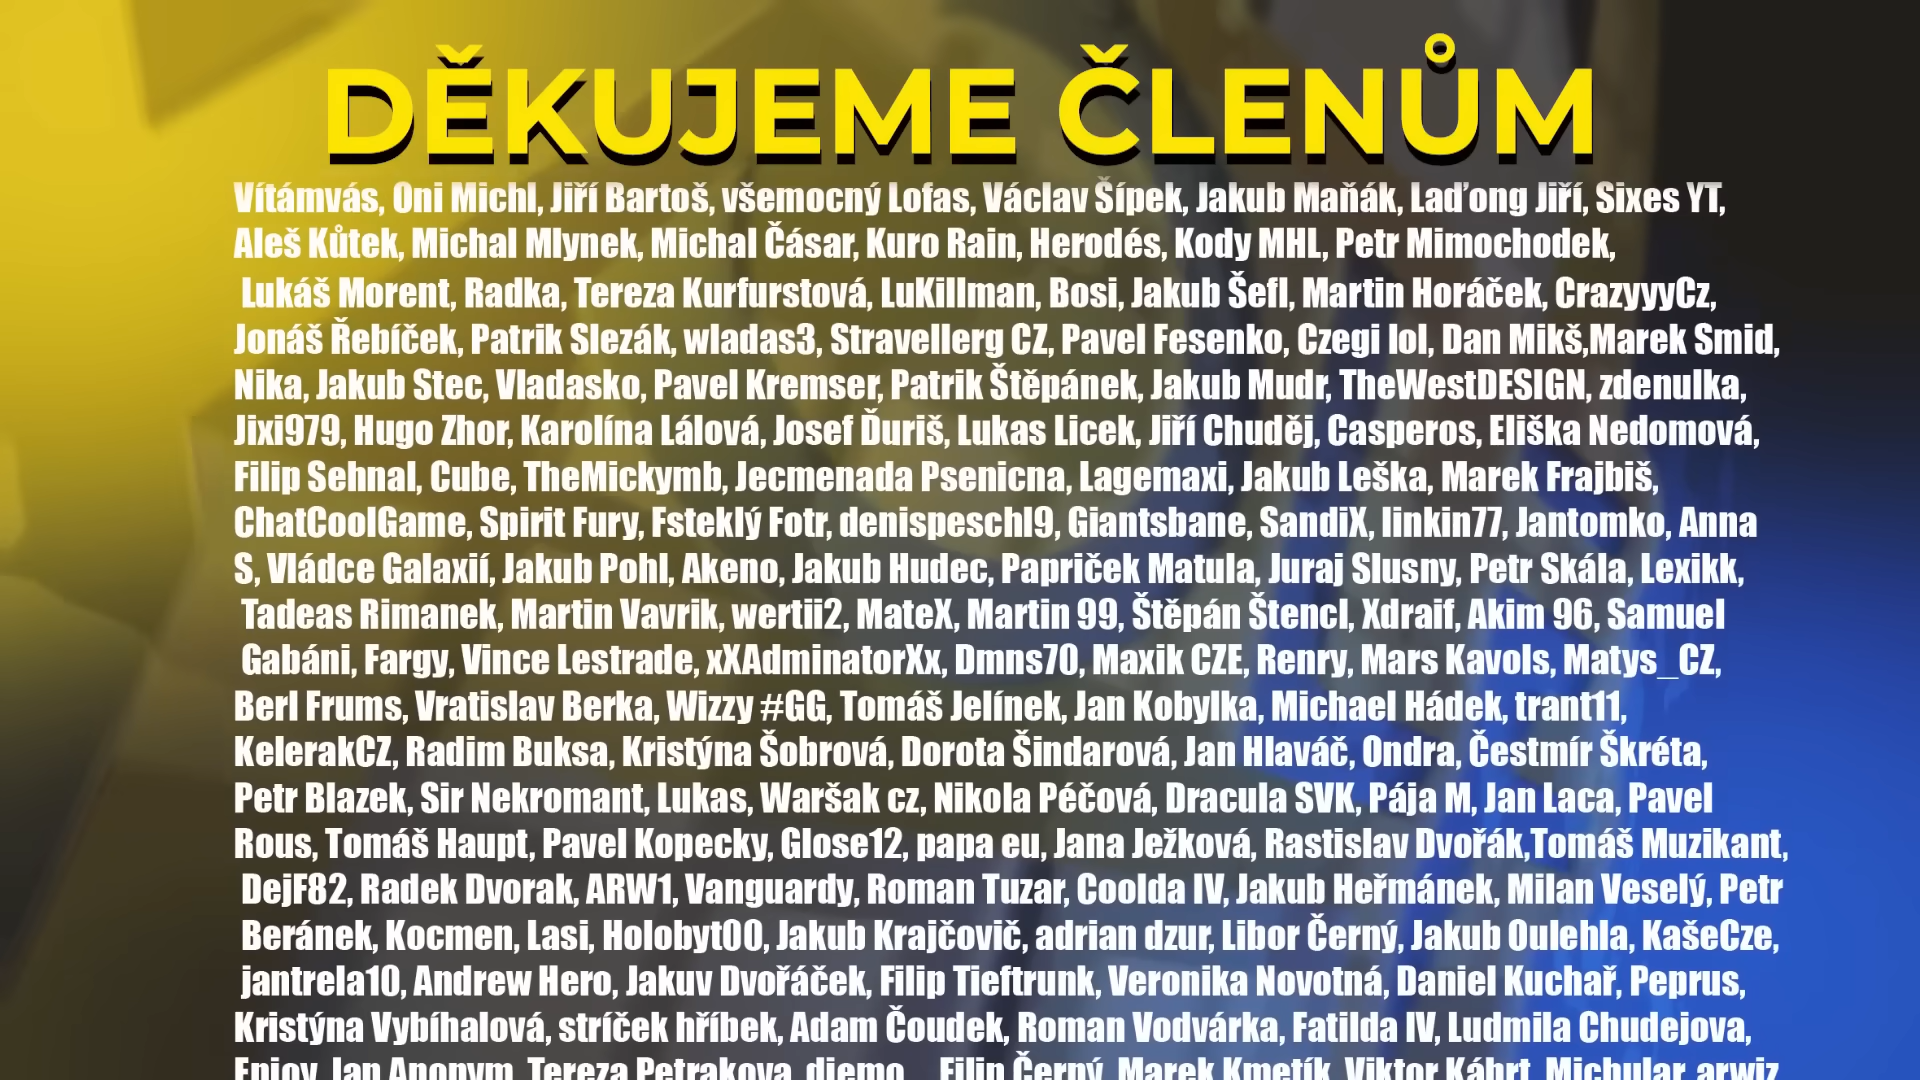 DĚKUJEME ČLENŮM
Vítámvás, Oni Michl, Jiří Bartoš, všemocný Lofas, Václav Šípek, Jakub Maňák, Laďong Jiří, Sixes YT,
Aleš Kůtek, Michal Mlynek, Michal Čásar, Kuro Rain, Herodés, Kody MHL, Petr Mimochodek,
Lukáš Morent, Radka, Tereza Kurfurstová, LuKillman, Bosi, Jakub Šefl, Martin Horáček, CrazyyyCz,
Jonáš Řebíček, Patrik Slezák, wladas3, Stravellerg CZ, Pavel Fesenko, Czegi lol, Dan Mikš,Marek Smid,
Nika, Jakub Stec, Vladasko, Pavel Kremser, Patrik Štěpánek, Jakub Mudr, TheWestDESIGN, zdenulka,
Jixi979, Hugo Zhor, Karolína Lálová, Josef Ďuriš, Lukas Licek, Jiří Chuděj, Casperos, Eliška Nedomová,
Filip Sehnal, Cube, TheMickymb, Jecmenada Psenicna, Lagemaxi, Jakub Leška, Marek Frajbiš,
ChatCoolGame, Spirit Fury, Fsteklý Fotr, denispeschl9, Giantsbane, SandiX, linkin77, Jantomko, Anna
S, Vládce Galaxií, Jakub Pohl, Akeno, Jakub Hudec, Papriček Matula, Juraj Slusny, Petr Skála, Lexikk,
Tadeas Rimanek, Martin Vavrik, wertii2, MateX, Martin 99, Štěpán Štencl, Xdraif, Akim 96, Samuel
Gabáni, Fargy, Vince Lestrade, xXAdminatorXx, Dmns70, Maxik CZE, Renry, Mars Kavols, Matys_CZ,
Berl Frums, Vratislav Berka, Wizzy #GG, Tomáš Jelínek, Jan Kobylka, Michael Hádek, trant11,
KelerakCZ, Radim Buksa, Kristýna Šobrová, Dorota Šindarová, Jan Hlaváč, Ondra, Čestmír Škréta,
Petr Blazek, Sir Nekromant, Lukas, Waršak cz, Nikola Péčová, Dracula SVK, Pája M, Jan Laca, Pavel
Rous, Tomáš Haupt, Pavel Kopecky, Glose12, papa eu, Jana Ježková, Rastislav Dvořák,Tomáš Muzikant,
DejF82, Radek Dvorak, ARW1, Vanguardy, Roman Tuzar, Coolda IV, Jakub Heřmánek, Milan Veselý, Petr
Beránek, Kocmen, Lasi, Holobyt00, Jakub Krajčovič, adrian dzur, Libor Černý, Jakub Oulehla, KašeCze,
jantrela10, Andrew Hero, Jakuv Dvořáček, Filip Tieftrunk, Veronika Novotná, Daniel Kuchař, Peprus,
Kristýna Vybíhalová, stríček hříbek, Adam Čoudek, Roman Vodvárka, Fatilda IV, Ludmila Chudejova,
Enjoy, Jan Anonym, Tereza Petrakova, Filip Černý, Marek Kmetík, Viktor Kábrt, Michular, arwiz